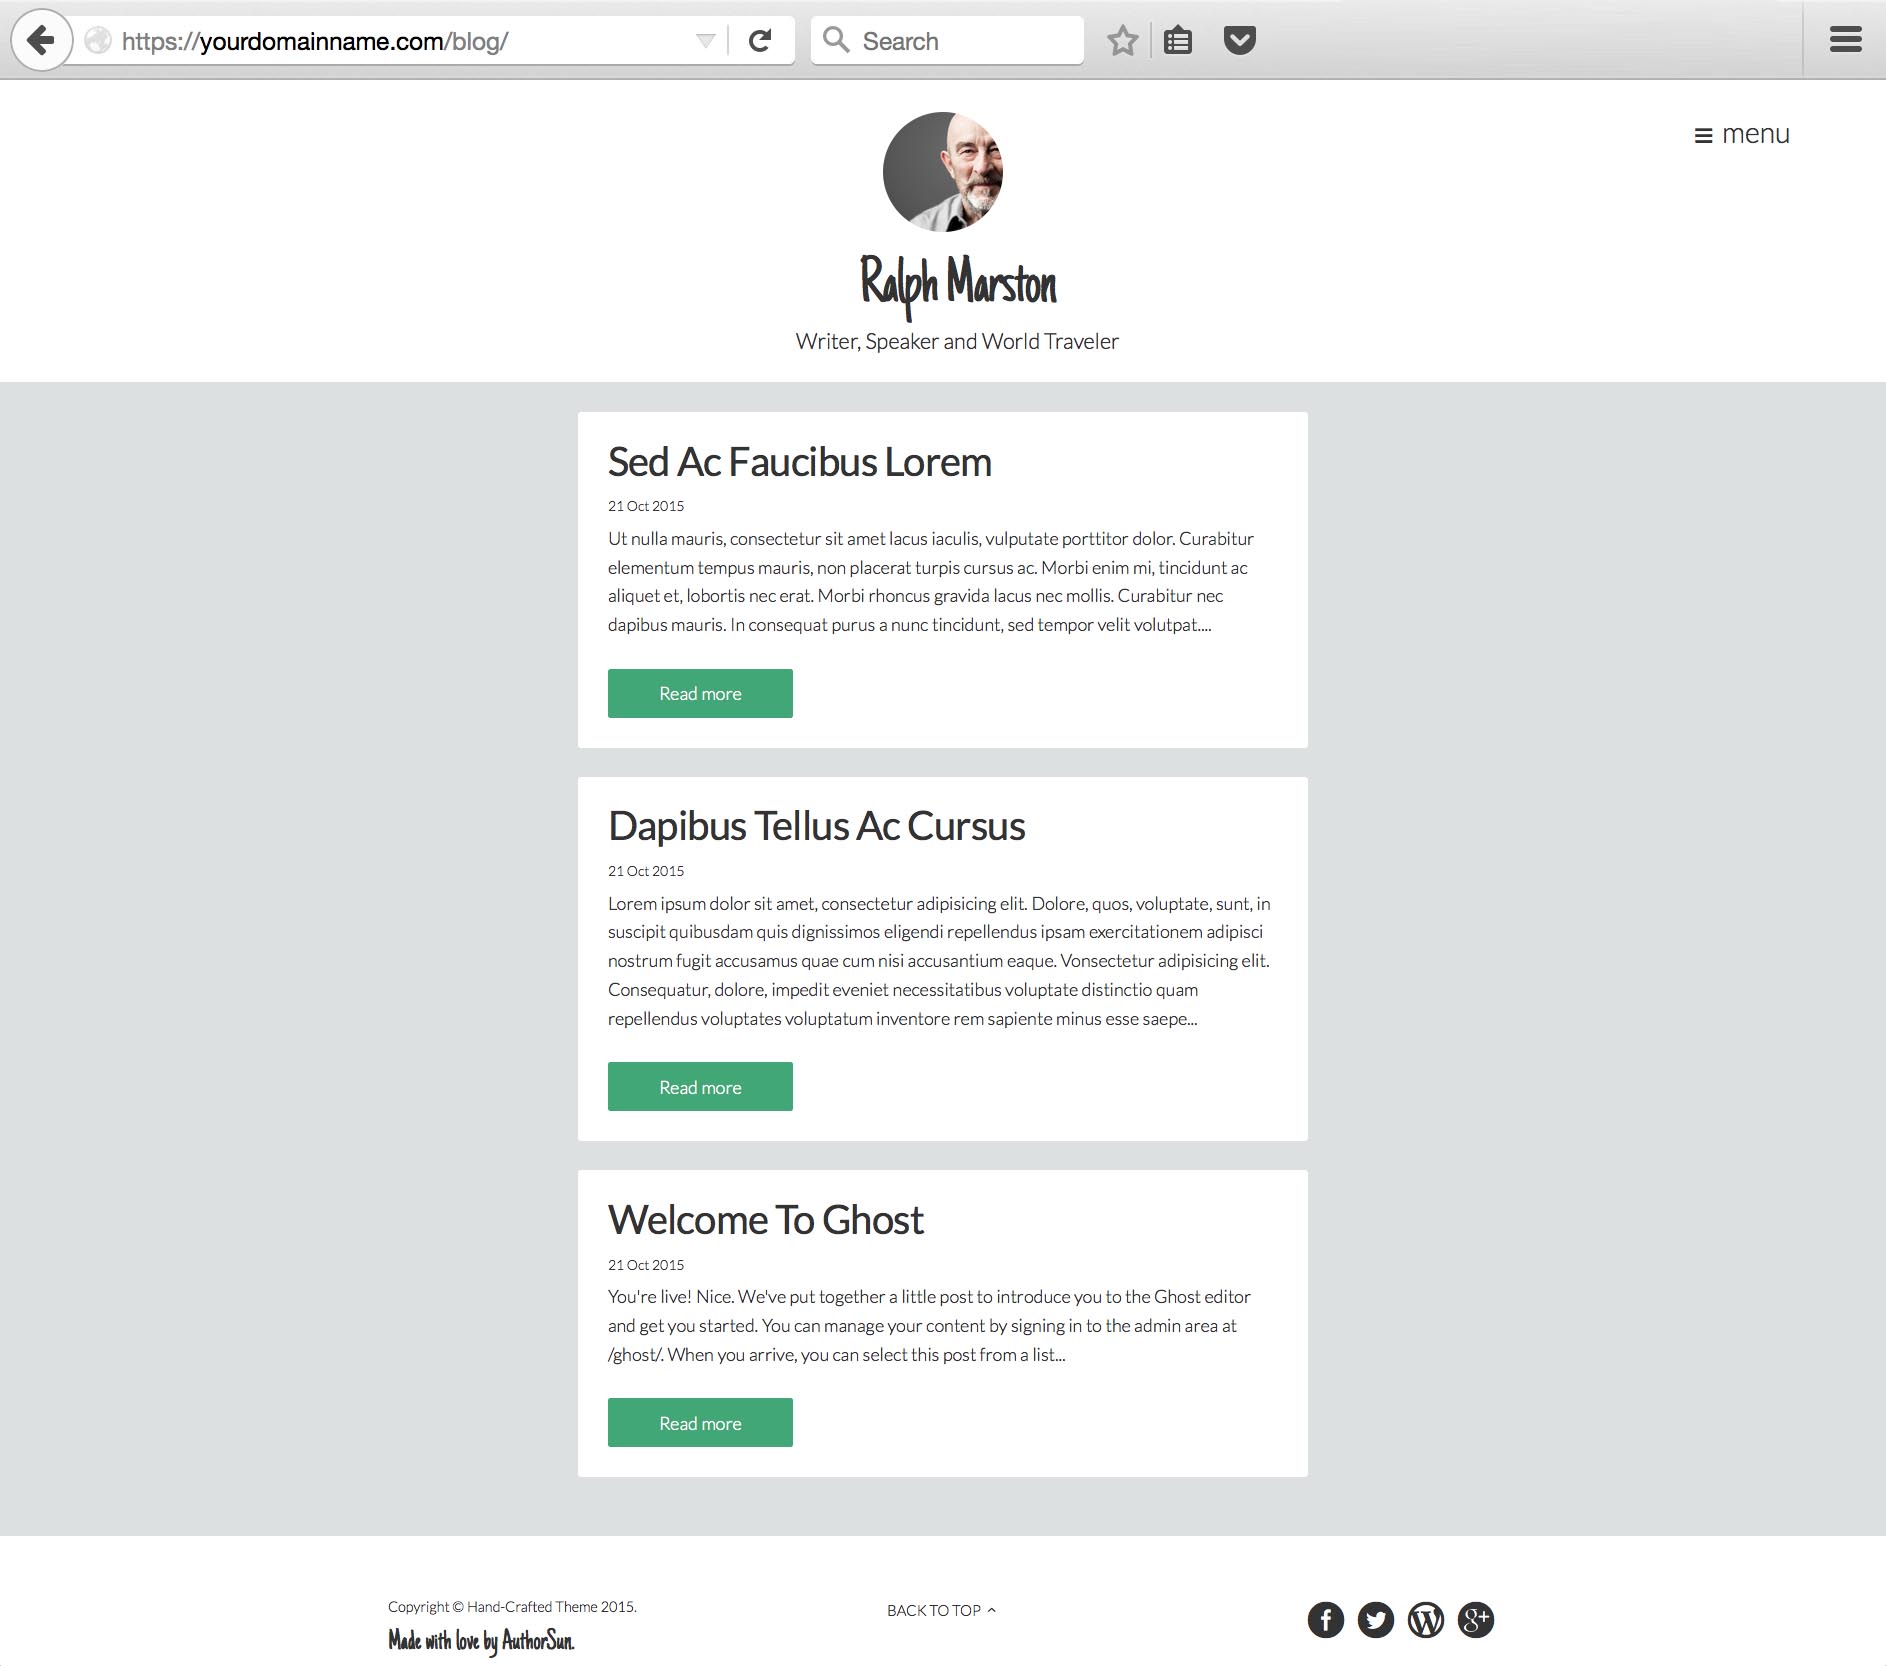 https://yourdomainname.com/blog/
Search
menu
Ralph Marston
Writer, Speaker and World Traveler
Sed Ac Faucibus Lorem
21 Oct 2015
Ut nulla mauris, consectetur sit amet lacus iaculis, vulputate porttitor dolor. Curabitur
elementum tempus mauris, non placerat turpis cursus ac. Morbi enim mi, tincidunt ac
aliquet et, lobortis nec erat. Morbi rhoncus gravida lacus nec mollis. Curabitur nec
dapibus mauris. In consequat purus a nunc tincidunt, sed tempor velit volutpat....
Read more
Dapibus Tellus Ac Cursus
21 Oct 2015
Lorem ipsum dolor sit amet, consectetur adipisicing elit. Dolore, quos, voluptate, sunt, in
suscipit quibusdam quis dignissimos eligendi repellendus ipsam exercitationem adipisci
nostrum fugit accusamus quae cum nisi accusantium eaque. Vonsectetur adipisicing elit.
Consequatur, dolore, impedit eveniet necessitatibus voluptate distinctio quam
repellendus voluptates voluptatum inventore rem sapiente minus esse saepe...
Read more
Welcome To Ghost
21 Oct 2015
You're live! Nice. We've put together a little post to introduce you to the Ghost editor
and get you started. You can manage your content by signing in to the admin area at
/ghost/. When you arrive, you can select this post from a list...
Read more
Copyright © Hand-Crafted Theme 2015.
Made with love by AuthorSun.
BACK TO TOP